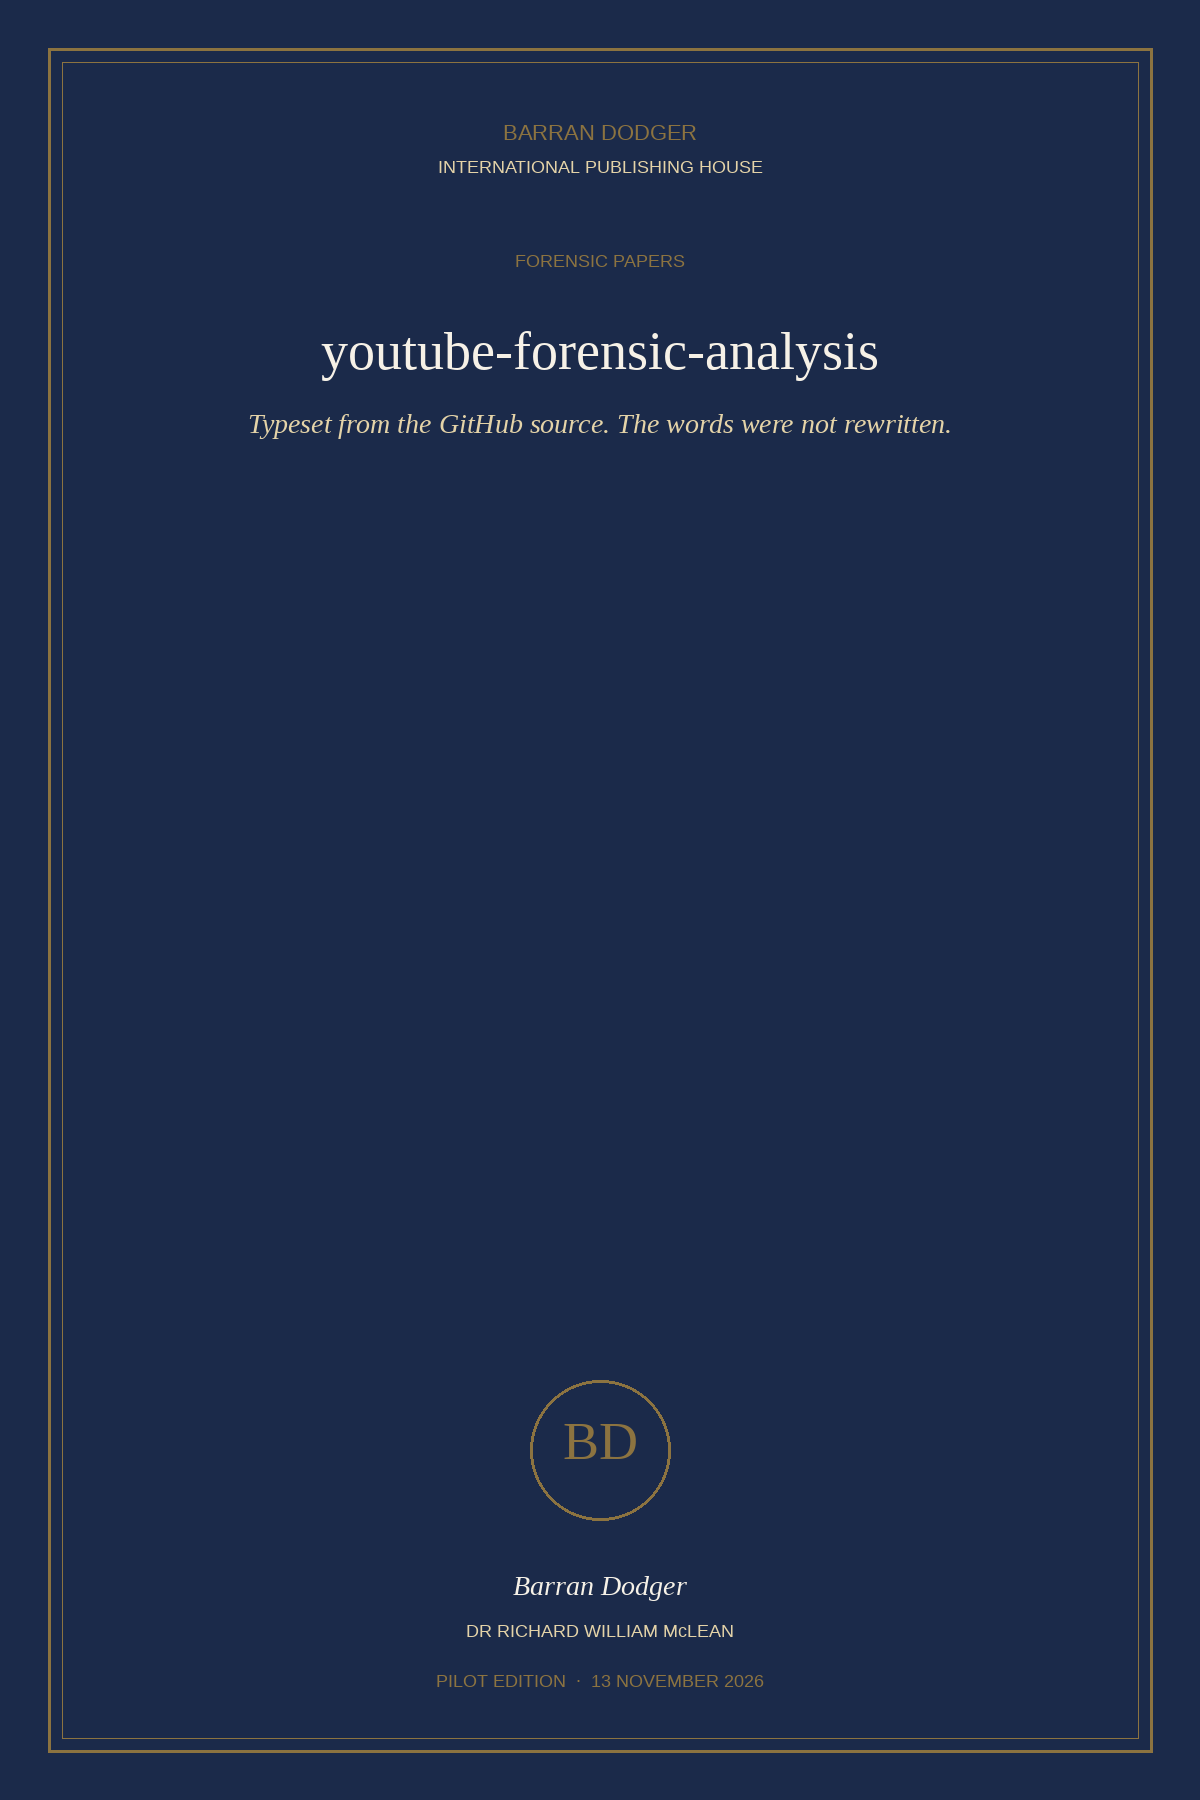 BARRAN DODGER
INTERNATIONAL PUBLISHING HOUSE
FORENSIC PAPERS
youtube-forensic-analysis
Typeset from the GitHub source. The words were not rewritten.
BD
Barran Dodger
DR RICHARD WILLIAM McLEAN
PILOT EDITION · 13 NOVEMBER 2026